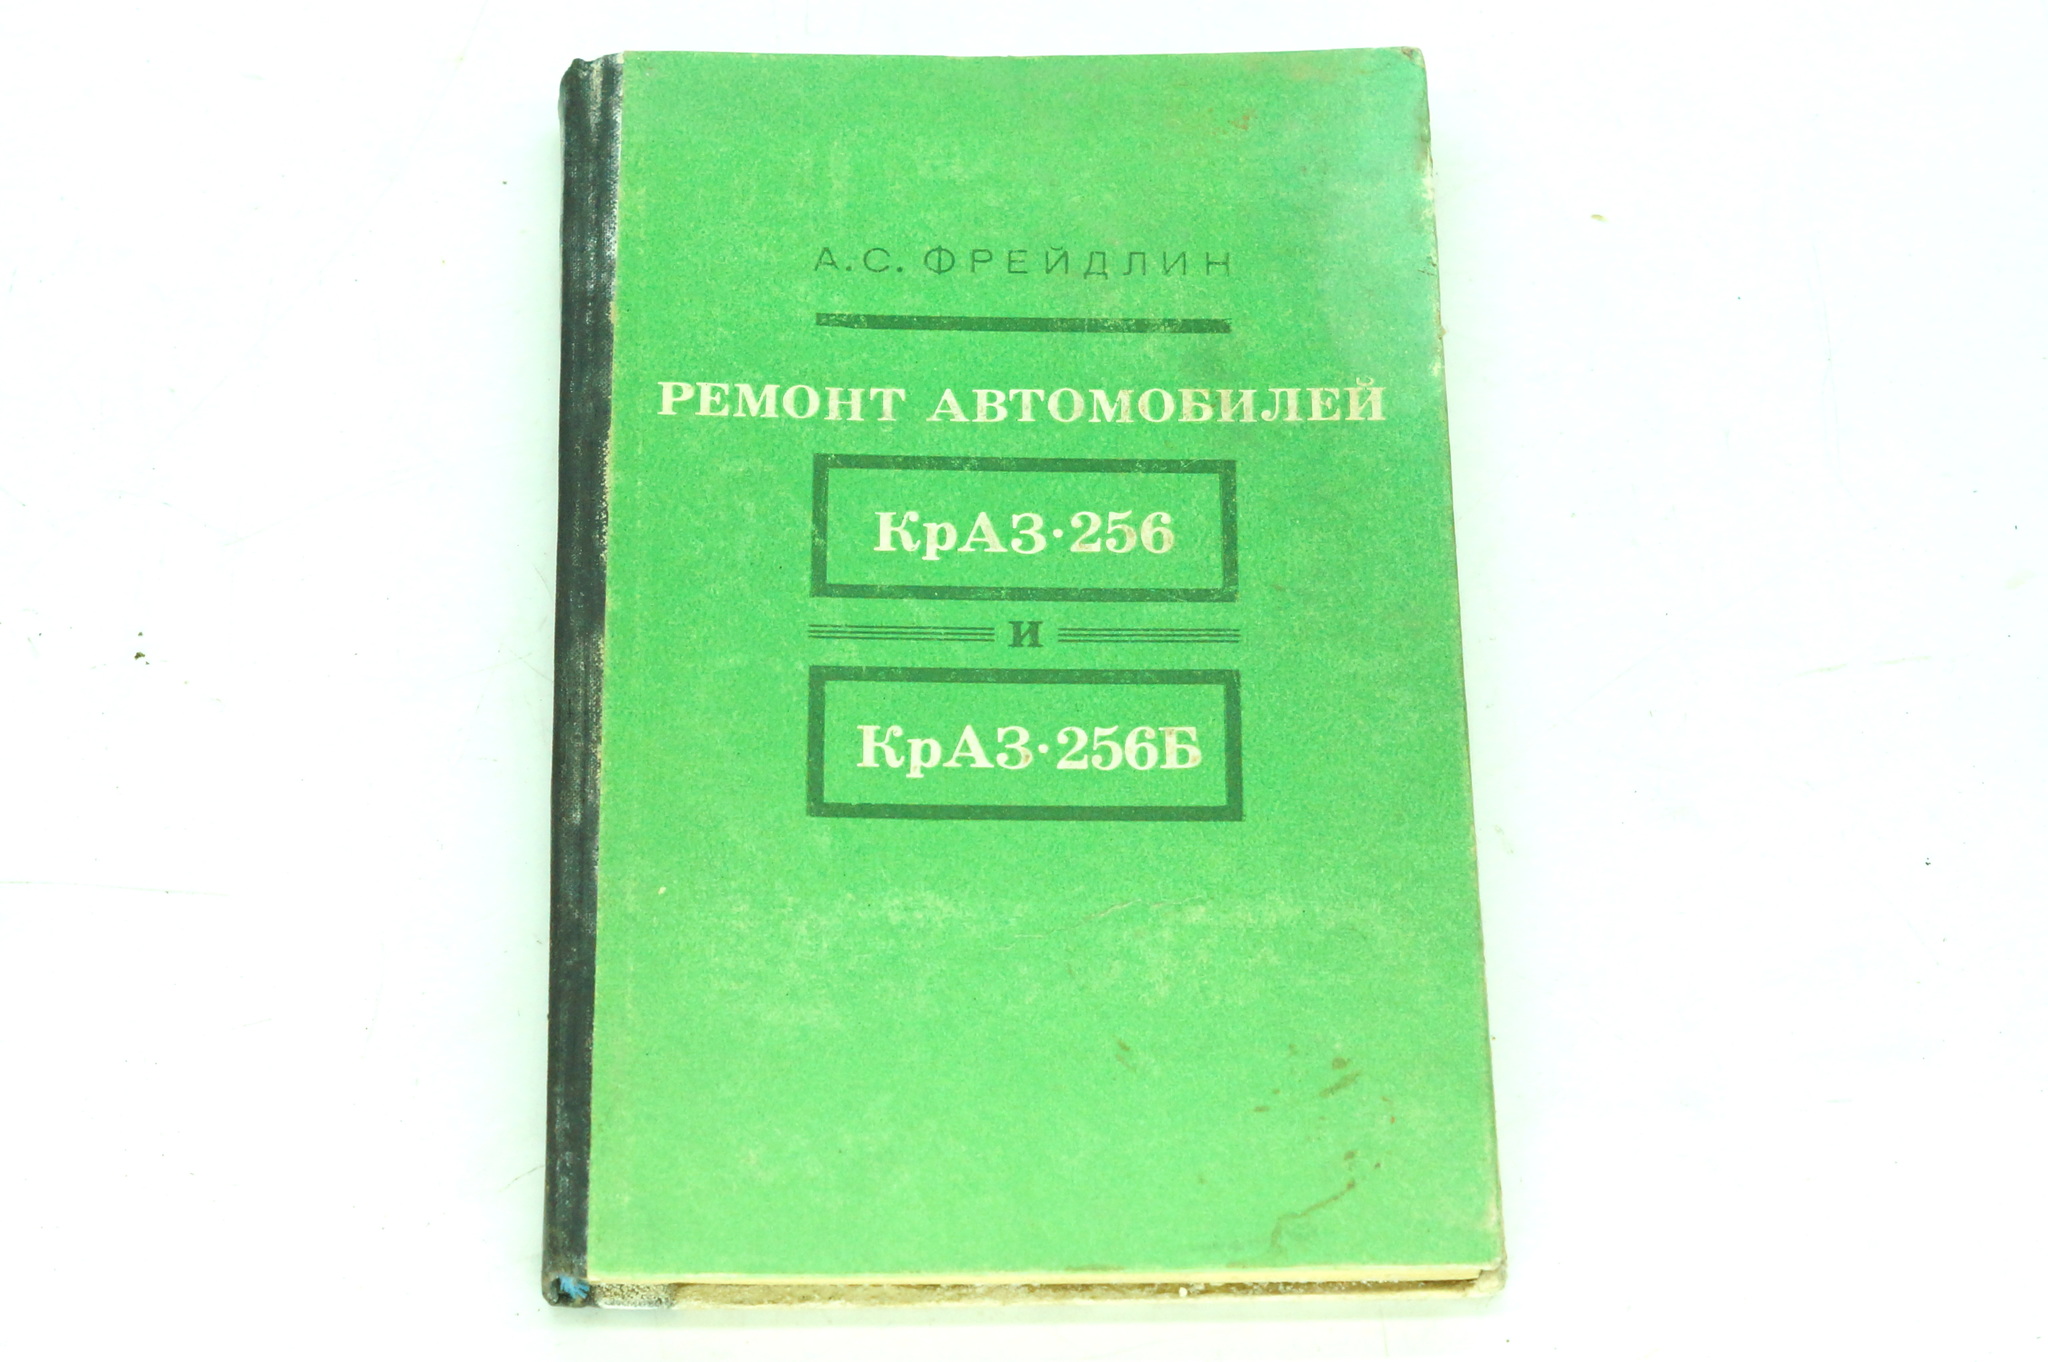 А.С. ФРЕЙДЛИН
РЕМОНТ АВТОМОБИЛЕЙ
КрАЗ·256
И
КрАЗ·256Б